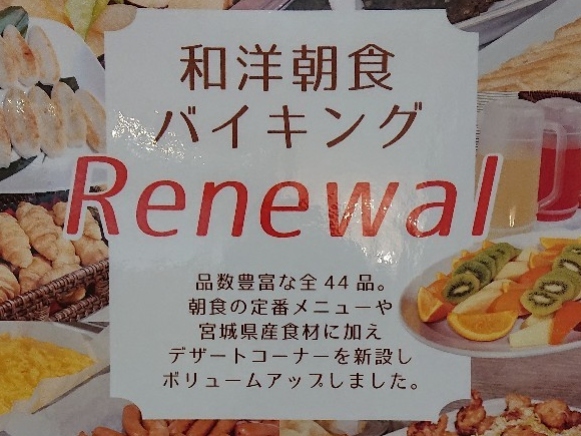 和洋朝食
バイキング
Renewal
品数豊富な全44品。
朝食の定番メニューや
宮城県産食材に加え
デザートコーナーを新設し
ボリュームアップしました。